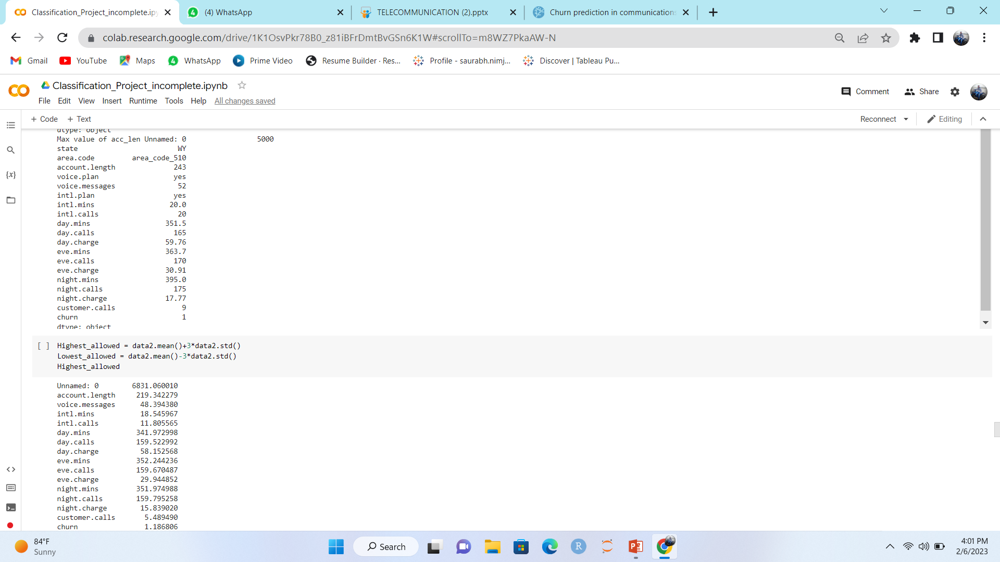 Classification_Project_incomplete.ip
(4) WhatsApp
TELECOMMUNICATION (2).pptx
Churn prediction in communications
colab.research.google.com/drive/1K1OsvPkr78B0_z81iBFrDmtBvGSn6K1W#scrollTo=m8WZ7PkaAW-N
Gmail YouTube Maps WhatsApp Prime Video Resume Builder · Res... Profile - saurabh.nimj... Discover | Tableau Pu...
Classification_Project_incomplete.ipynb
Comment Share
File Edit View Insert Runtime Tools Help All changes saved
+ Code + Text Reconnect Editing
dtype: object
Max value of acc_len Unnamed: 0 5000
state WY
area.code area_code_510
account.length 243
voice.plan yes
voice.messages 52
intl.plan yes
intl.mins 20.0
intl.calls 20
day.mins 351.5
day.calls 165
day.charge 59.76
eve.mins 363.7
eve.calls 170
eve.charge 30.91
night.mins 395.0
night.calls 175
night.charge 17.77
customer.calls 9
churn 1
dtype: object
[ ] Highest_allowed = data2.mean()+3*data2.std()
Lowest_allowed = data2.mean()-3*data2.std()
Highest_allowed
Unnamed: 0 6831.060010
account.length 219.342279
voice.messages 48.394380
intl.mins 18.545967
intl.calls 11.805565
day.mins 341.972998
day.calls 159.522992
day.charge 58.152568
eve.mins 352.244236
eve.calls 159.670487
eve.charge 29.944852
night.mins 351.974988
night.calls 159.795258
night.charge 15.839020
customer.calls 5.489490
churn 1.186806
84°F
Sunny
Search
4:01 PM
2/6/2023